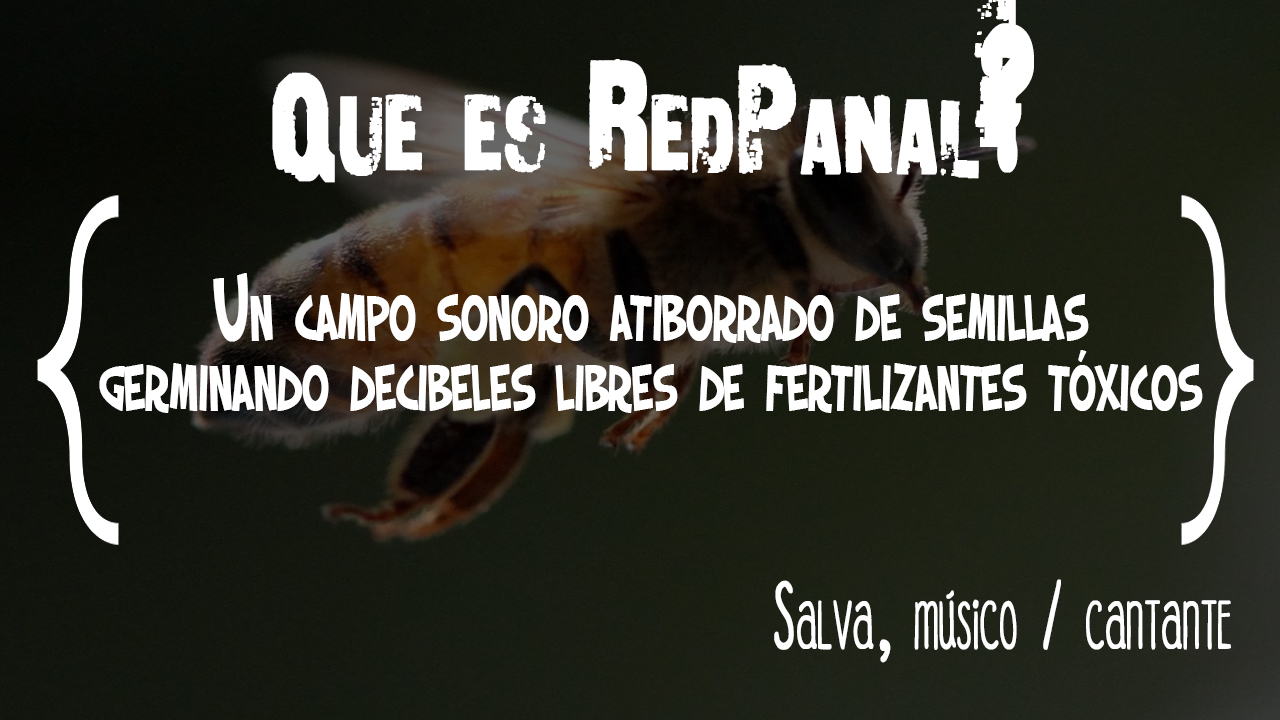 Que es RedPanal?
Un campo sonoro atiborrado de semillas
germinando decibeles libres de fertilizantes tóxicos
Salva, músico / cantante